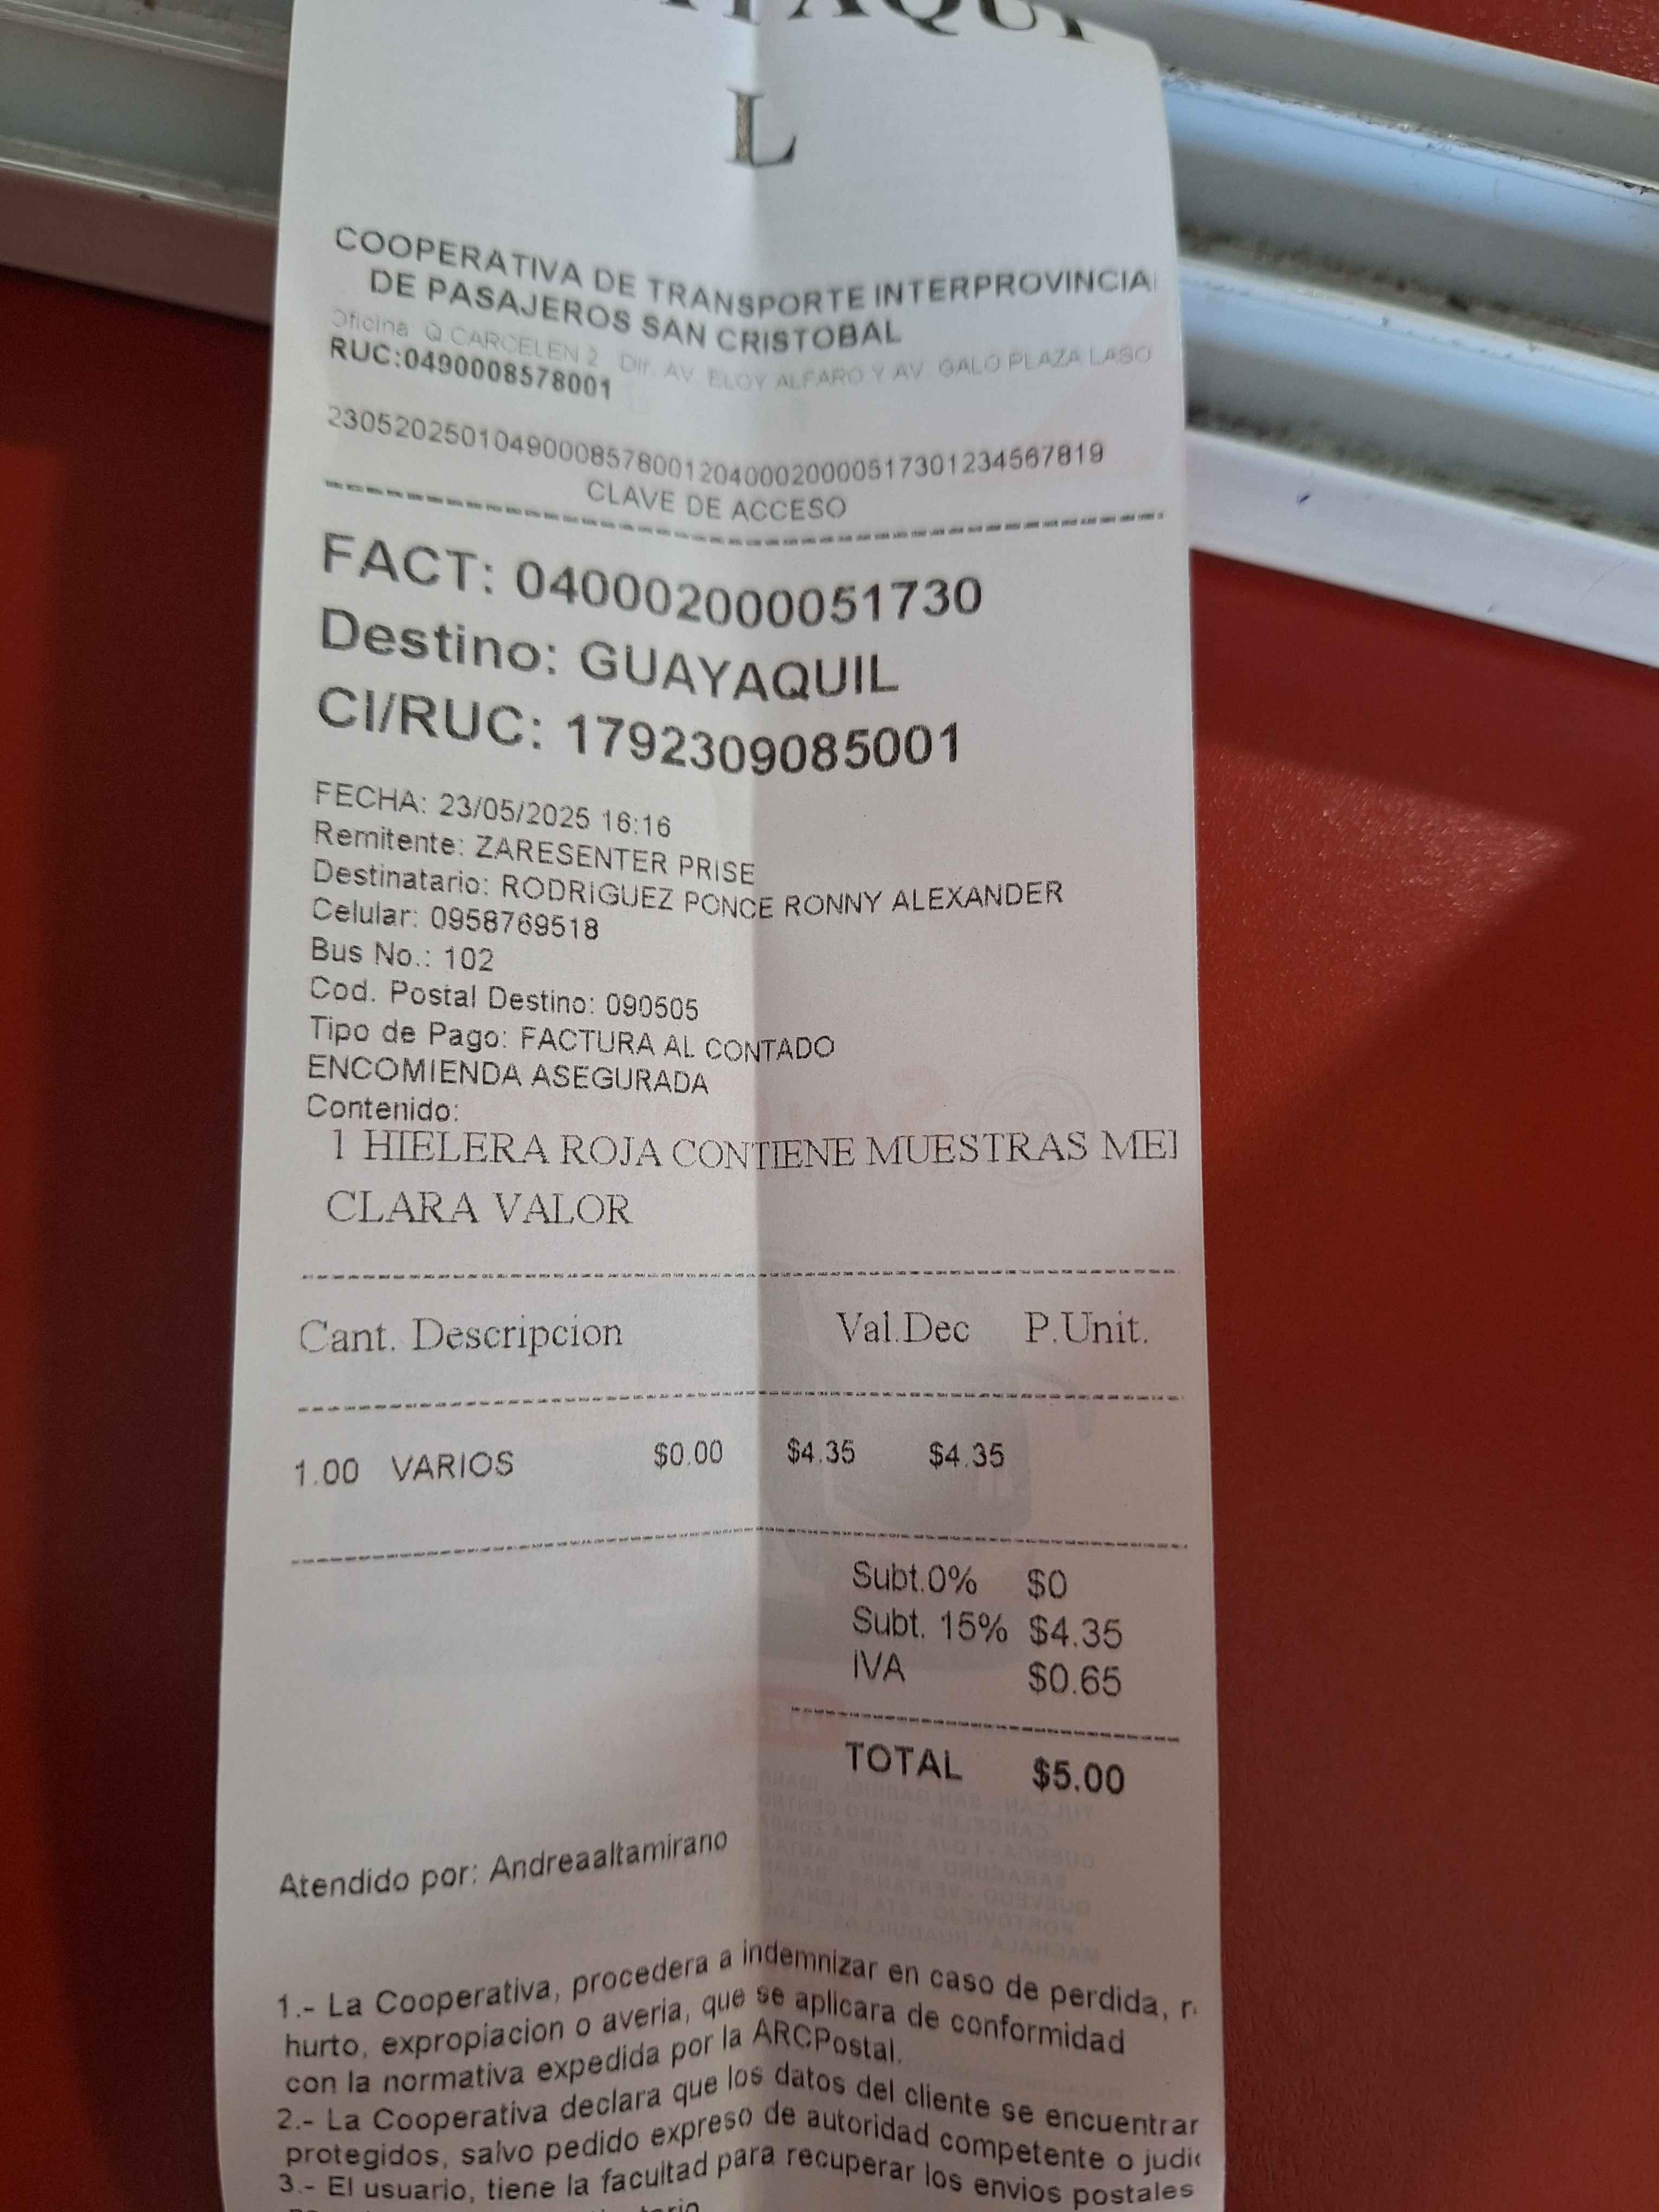 L
COOPERATIVA DE TRANSPORTE INTERPROVINCIA
DE PASAJEROS SAN CRISTOBAL
Oficina: Q CARCELEN 2 Dir. AV. ELOY ALFARO Y AV. GALO PLAZA LASO
RUC:0490008578001
2305202501049000857800120400020000517301234567819
CLAVE DE ACCESO
FACT: 040002000051730
Destino: GUAYAQUIL
CI/RUC: 1792309085001
FECHA: 23/05/2025 16:16
Remitente: ZARESENTER PRISE
Destinatario: RODRIGUEZ PONCE RONNY ALEXANDER
Celular: 0958769518
Bus No.: 102
Cod. Postal Destino: 090505
Tipo de Pago: FACTURA AL CONTADO
ENCOMIENDA ASEGURADA
Contenido:
1 HIELERA ROJA CONTIENE MUESTRAS
CLARA VALOR
Cant. Descripcion Val.Dec P.Unit.
1.00 VARIOS $0.00 $4.35 $4.35
Subt.0% $0
Subt. 15% $4.35
IVA $0.65
TOTAL $5.00
Atendido por: Andreaaltamirano
1.- La Cooperativa, procedera a indemnizar en caso de perdida,
hurto, expropiacion o averia, que se aplicara de conformidad
con la normativa expedida por la ARCPostal.
2.- La Cooperativa declara que los datos del cliente se encuentrar
protegidos, salvo pedido expreso de autoridad competente o
3.- El usuario, tiene la facultad para recuperar los envios postales